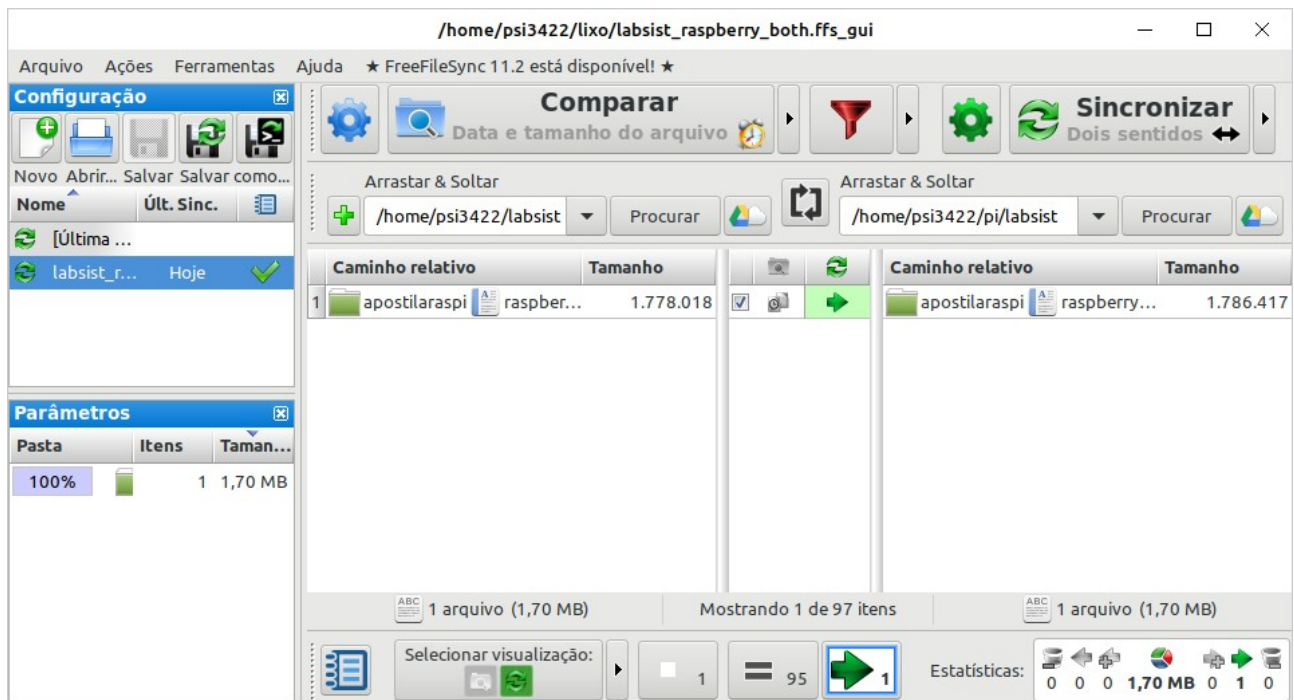 /home/psi3422/lixo/labsist_raspberry_both.ffs_gui
Arquivo Ações Ferramentas Ajuda ★ FreeFileSync 11.2 está disponível! ★
Configuração
Novo Abrir... Salvar Salvar como...
Nome Últ. Sinc.
[Última ...
labsist_r... Hoje
Parâmetros
Pasta Itens Taman...
100% 1 1,70 MB
Comparar
Data e tamanho do arquivo
Sincronizar
Dois sentidos
Arrastar & Soltar
/home/psi3422/labsist Procurar
Arrastar & Soltar
/home/psi3422/pi/labsist Procurar
Caminho relativo Tamanho
Caminho relativo Tamanho
1 apostilaraspi raspber... 1.778.018
apostilaraspi raspberry... 1.786.417
ABC 1 arquivo (1,70 MB)
Mostrando 1 de 97 itens
ABC 1 arquivo (1,70 MB)
Selecionar visualização:
1
95
1
Estatísticas:
0 0 0 1,70 MB 0 1 0